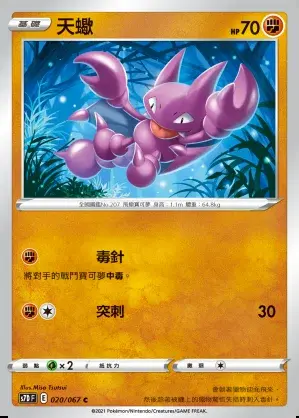 基礎 天蠍 HP70
全國圖鑑No.207 飛蠍寶可夢 身高:1.1m 體重:64.8kg
毒針
將對手的戰鬥寶可夢中毒。
突刺 30
弱點 ×2 抵抗力 撤退
Illus. Misa Tsutsui
S7D F E 020/067 C
©2021 Pokémon/Nintendo/Creatures/GAME FREAK.